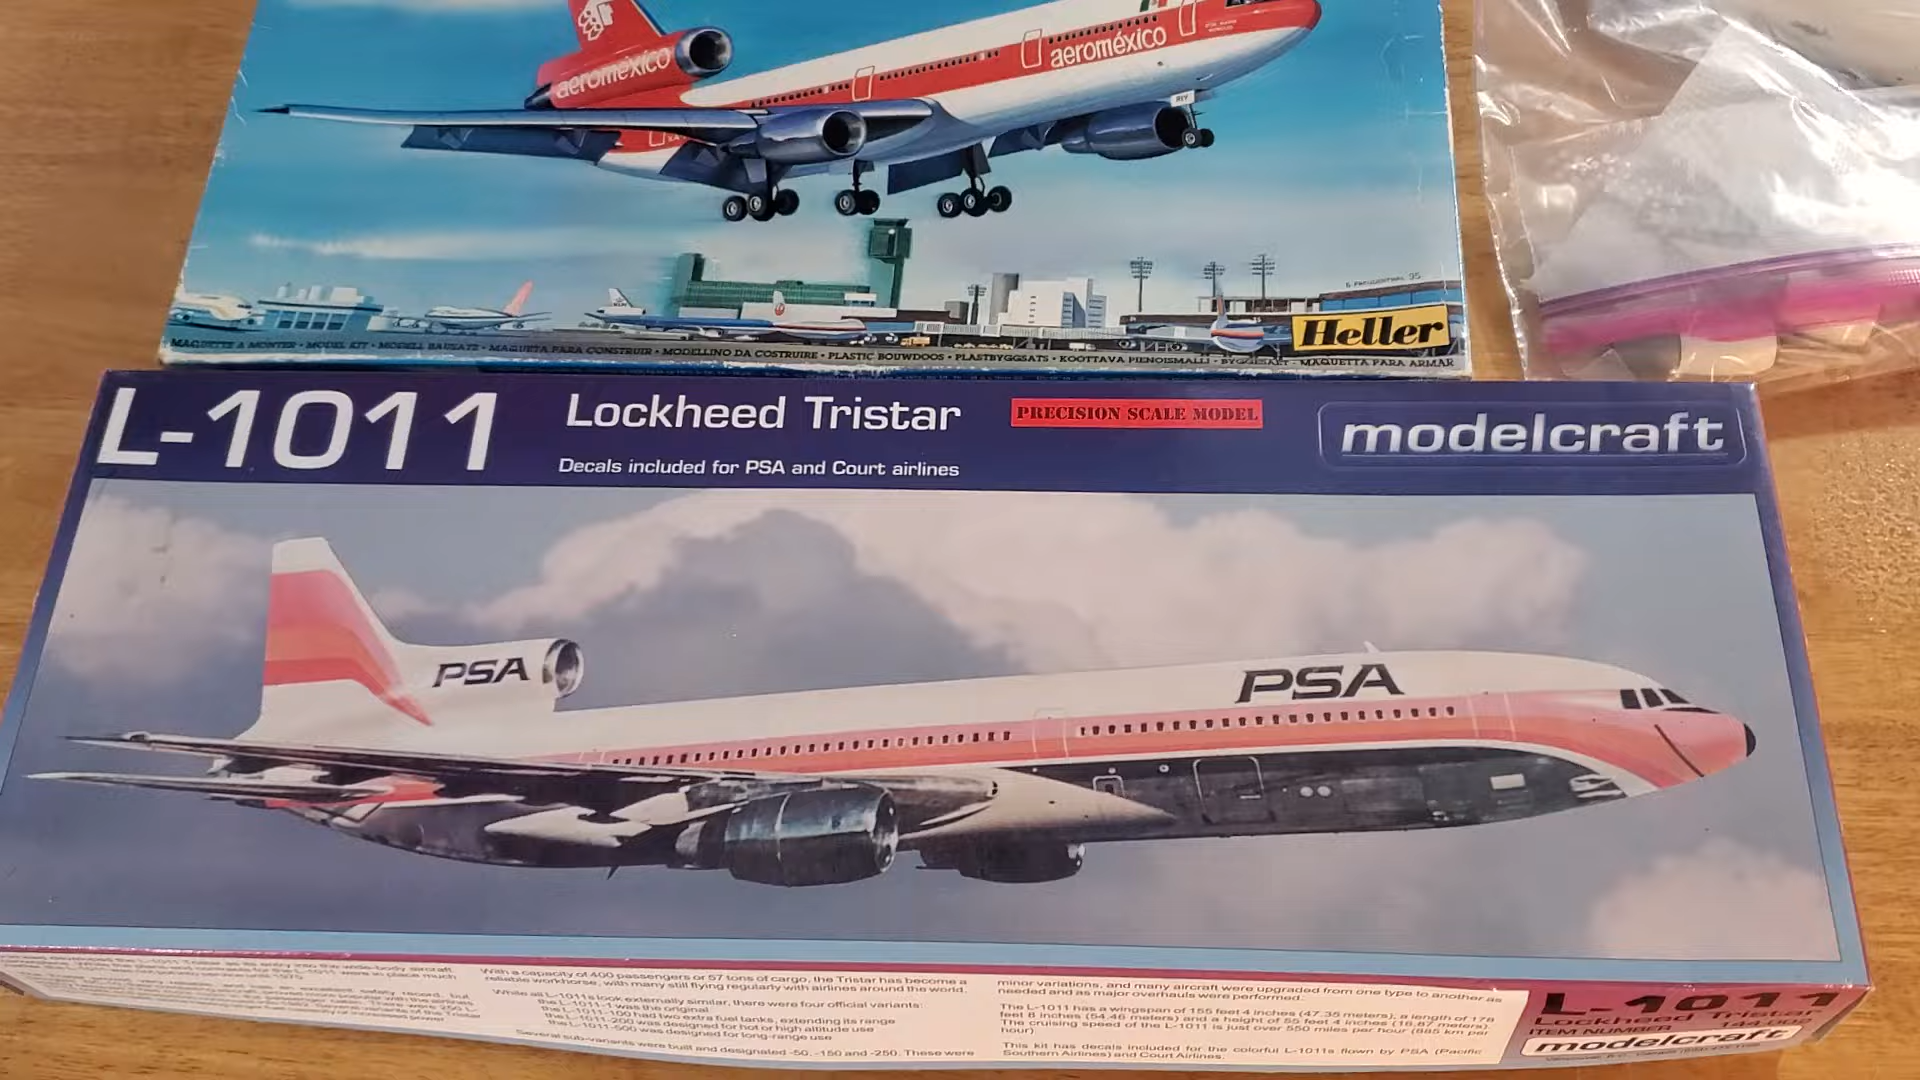 aeroméxico
aeroméxico
Heller
MAQUETTE A MONTER • MODEL KIT • MODELL BAUSATZ • MAQUETA PARA CONSTRUIR • MODELLINO DA COSTRUIRE • PLASTIC BOUWDOOS • PLASTBYGGSATS • KOOTTAVA PIENOISMALLI • BYGGESAET • MAQUETTA PARA ARMAR
L-1011
Lockheed Tristar
Decals included for PSA and Court airlines
PRECISION SCALE MODEL
modelcraft
PSA
PSA
With a capacity of 400 passengers or 57 tons of cargo, the Tristar has become a
reliable workhorse, with many still flying regularly with airlines around the world.
While all L-1011s look externally similar, there were four official variants:
the L-1011-1 was the original
the L-1011-100 had two extra fuel tanks, extending its range
the L-1011-200 was designed for hot or high altitude use
the L-1011-500 was designed for long-range use
Several sub-variants were built and designated -50, -150 and -250. These were
minor variations, and many aircraft were upgraded from one type to another as
needed and as major overhauls were performed.
The L-1011 has a wingspan of 155 feet 4 inches (47.35 meters), a length of 178
feet 8 inches (54.46 meters) and a height of 55 feet 4 inches (16.87 meters).
The cruising speed of the L-1011 is just over 550 miles per hour (885 km per
hour)
This kit has decals included for the colorful L-1011s flown by PSA (Pacific
Southern Airlines) and Court Airlines.
L-1011
Lockheed Tristar
ITEM NUMBER
modelcraft